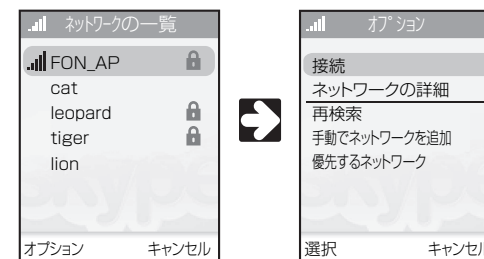 ﾈｯﾄﾜｰｸの一覧
FON_AP
cat
leopard
tiger
lion
skype
オプション キャンセル
ｵﾌﾟｼｮﾝ
接続
ネットワークの詳細
再検索
手動でﾈｯﾄﾜｰｸを追加
優先するﾈｯﾄﾜｰｸ
skype
選択 キャンセル